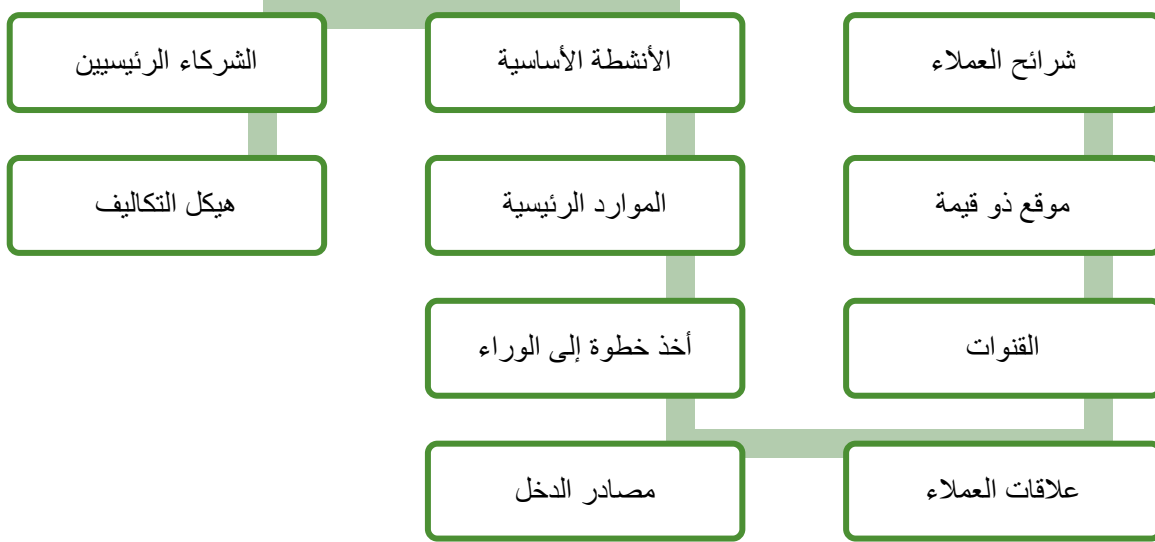 شرائح العملاء
موقع ذو قيمة
القنوات
علاقات العملاء
مصادر الدخل
أخذ خطوة إلى الوراء
الموارد الرئيسية
الأنشطة الأساسية
الشركاء الرئيسيين
هيكل التكاليف